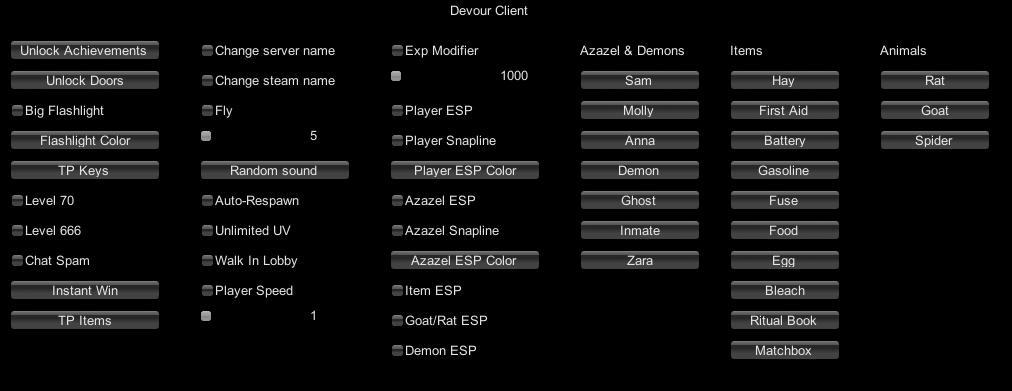 Devour Client
Unlock Achievements
Unlock Doors
Big Flashlight
Flashlight Color
TP Keys
Level 70
Level 666
Chat Spam
Instant Win
TP Items
Change server name
Change steam name
Fly
5
Random sound
Auto-Respawn
Unlimited UV
Walk In Lobby
Player Speed
1
Exp Modifier
1000
Player ESP
Player Snapline
Player ESP Color
Azazel ESP
Azazel Snapline
Azazel ESP Color
Item ESP
Goat/Rat ESP
Demon ESP
Azazel & Demons
Sam
Molly
Anna
Demon
Ghost
Inmate
Zara
Items
Hay
First Aid
Battery
Gasoline
Fuse
Food
Egg
Bleach
Ritual Book
Matchbox
Animals
Rat
Goat
Spider